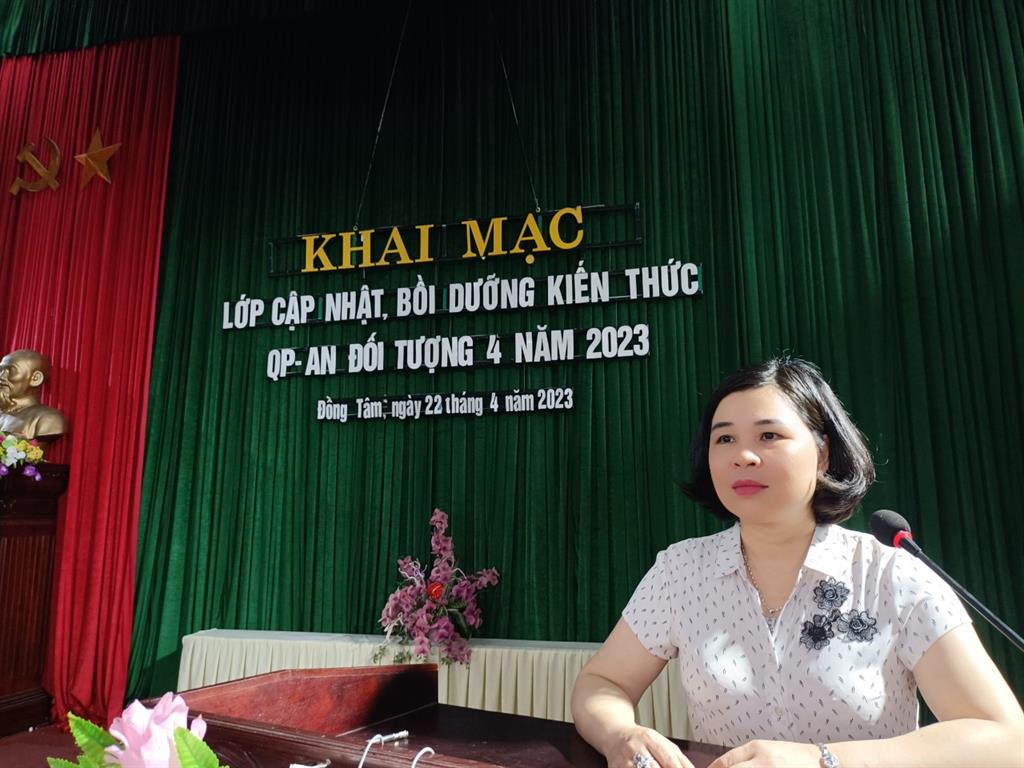 KHAI MẠC
LỚP CẬP NHẬT, BỒI DƯỠNG KIẾN THỨC
QP-AN ĐỐI TƯỢNG 4 NĂM 2023
Đồng Tâm, ngày 22 tháng 4 năm 2023